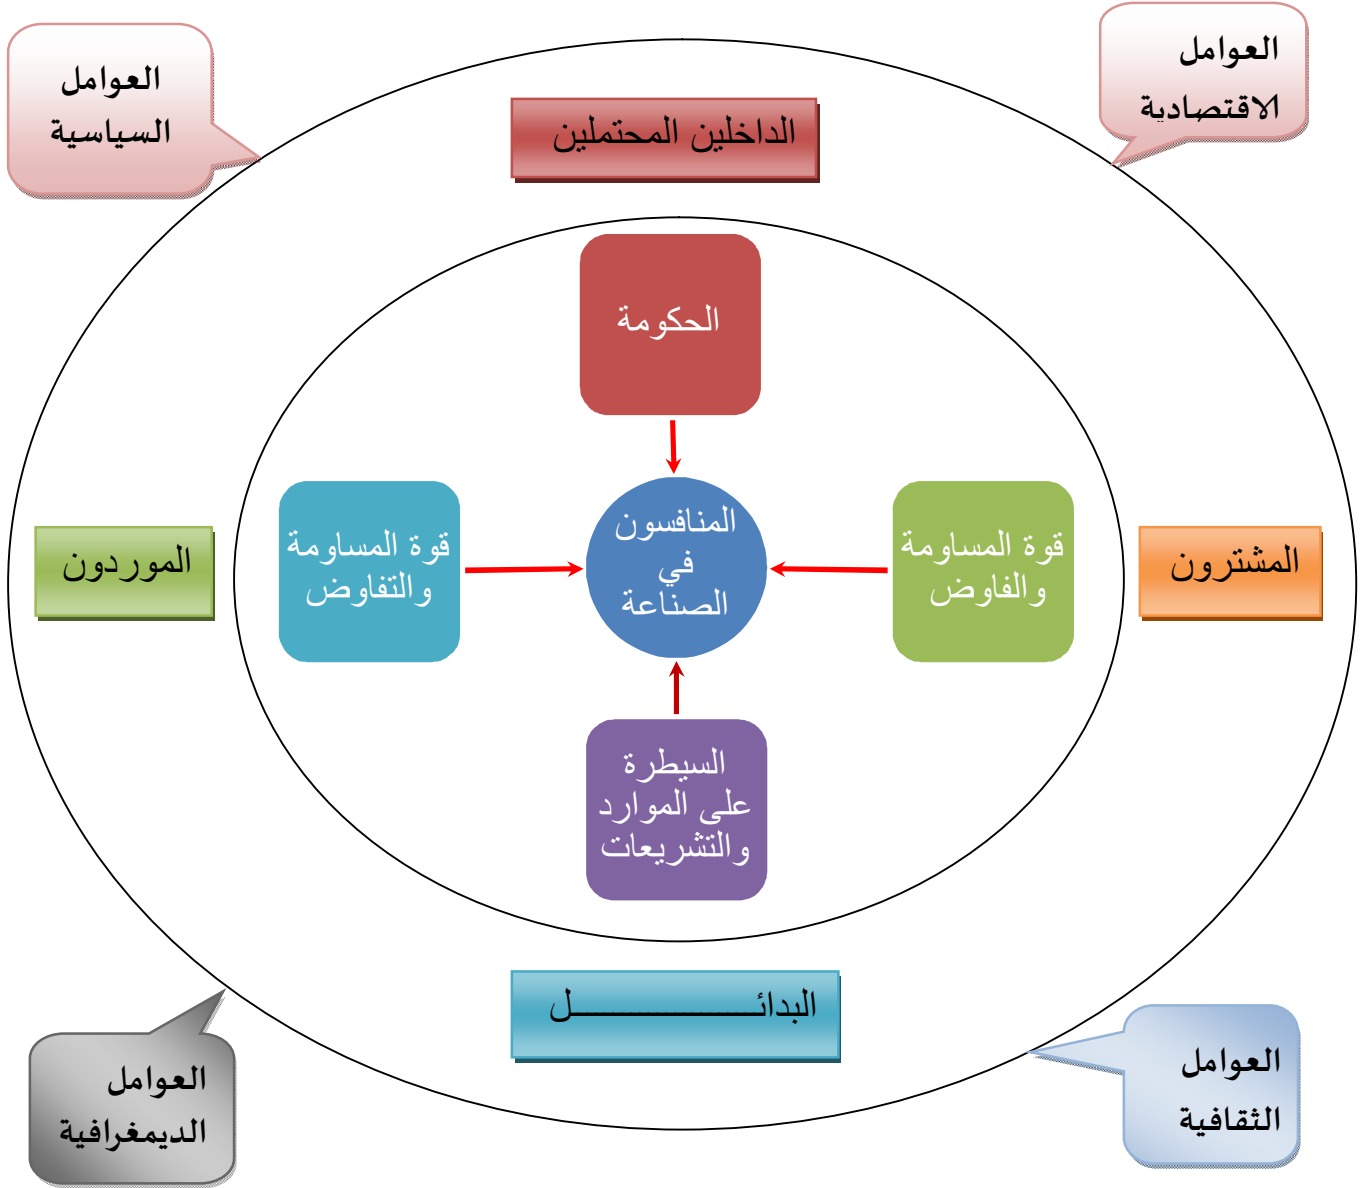 العوامل
الاقتصادية
العوامل
السياسية
الداخلين المحتملين
الحكومة
المشترون
قوة المساومة
والفاوض
المنافسون
في
الصناعة
قوة المساومة
والتفاوض
الموردون
السيطرة
على الموارد
والتشريعات
البدائـــــــــــــــــل
العوامل
الثقافية
العوامل
الديمغرافية